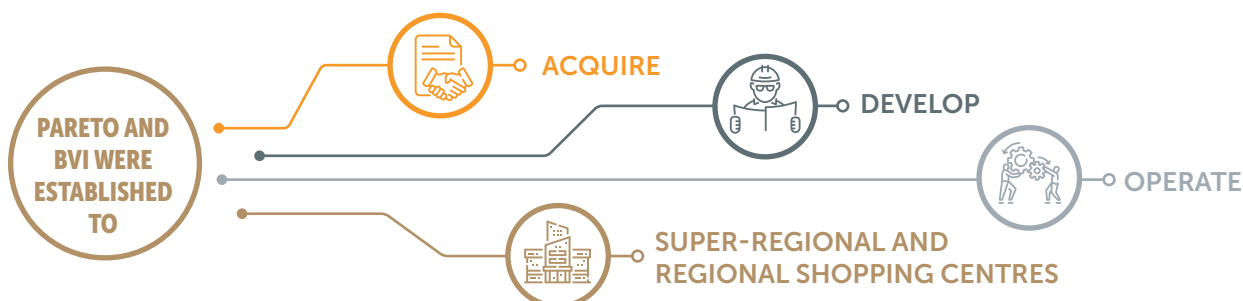 PARETO AND
BVI WERE
ESTABLISHED
TO
ACQUIRE
DEVELOP
OPERATE
SUPER-REGIONAL AND
REGIONAL SHOPPING CENTRES